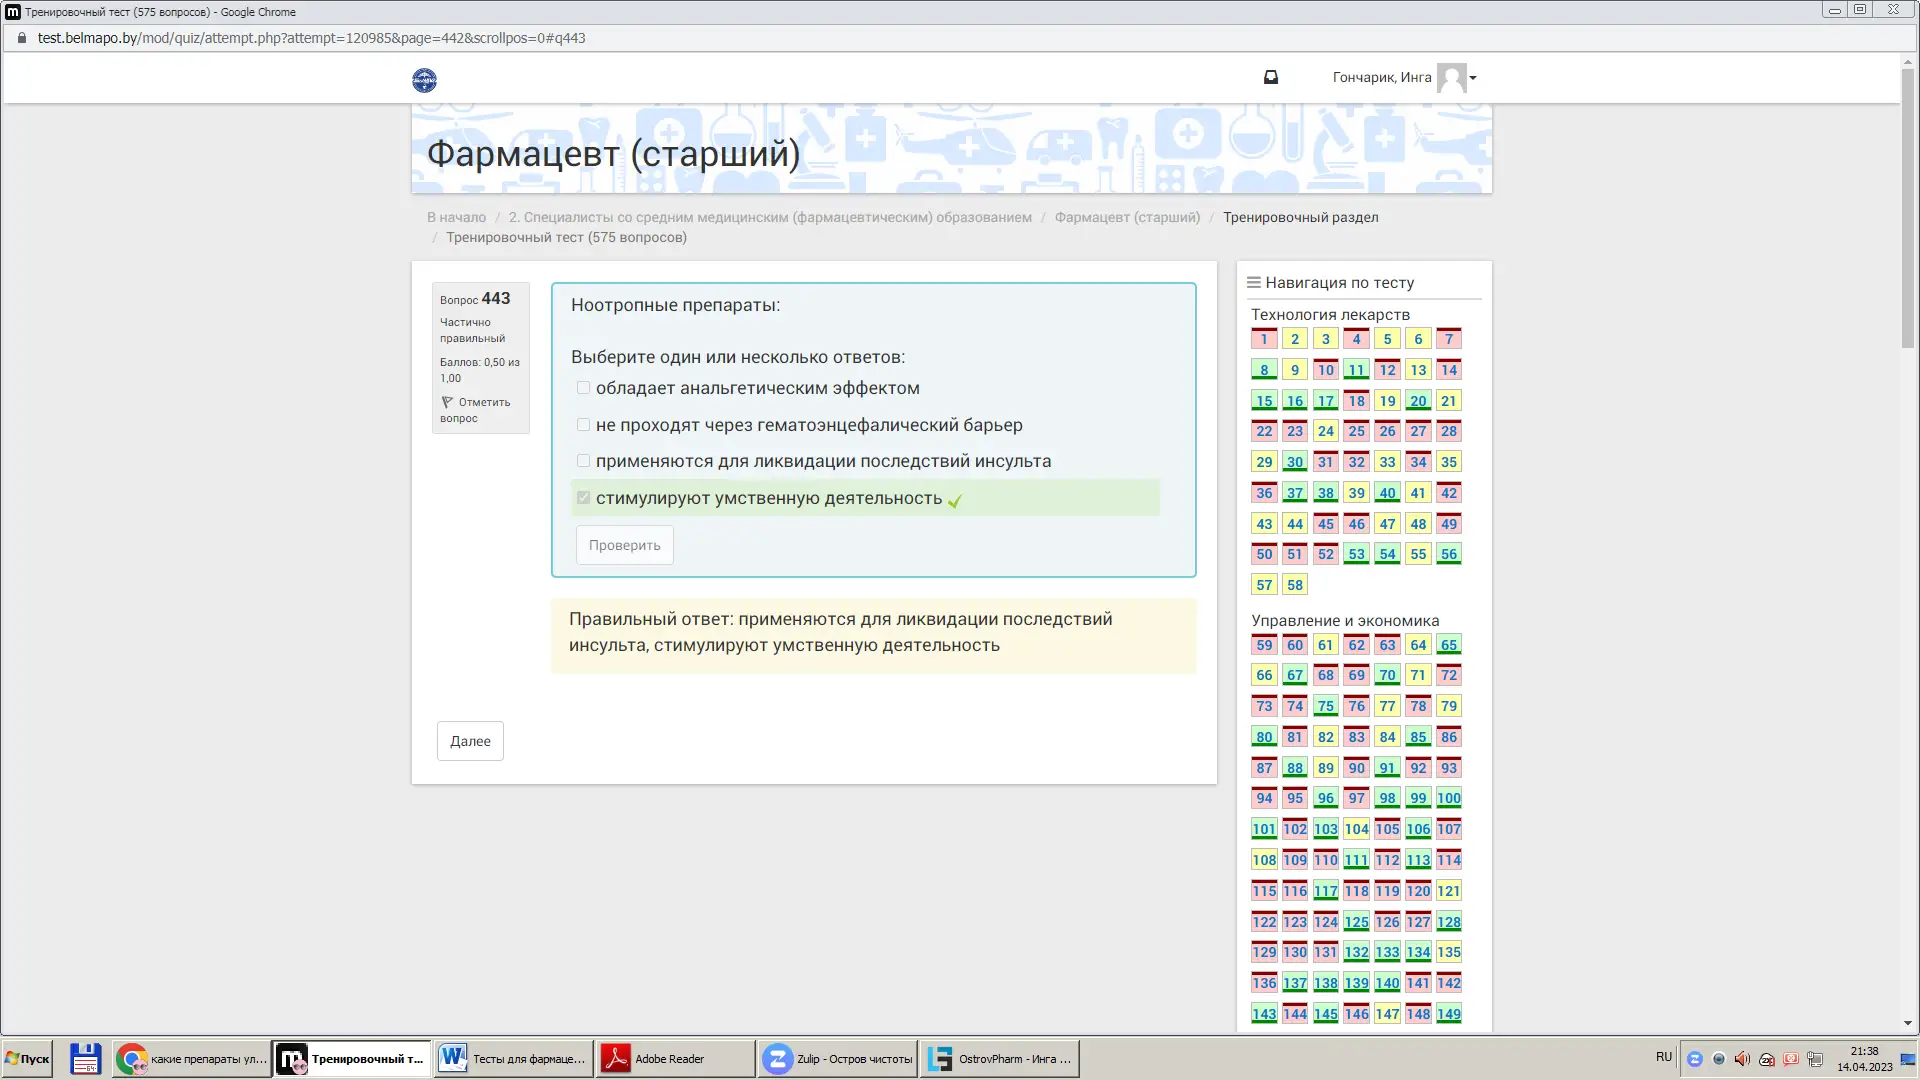 Тренировочный тест (575 вопросов) - Google Chrome
test.belmapo.by/mod/quiz/attempt.php?attempt=120985&page=442&scrollpos=0#q443
Гончарик, Инга
Фармацевт (старший)
В начало / 2. Специалисты со средним медицинским (фармацевтическим) образованием / Фармацевт (старший) / Тренировочный раздел
/ Тренировочный тест (575 вопросов)
Вопрос 443
Частично
правильный
Баллов: 0,50 из
1,00
Отметить
вопрос
Ноотропные препараты:
Выберите один или несколько ответов:
обладает анальгетическим эффектом
не проходят через гематоэнцефалический барьер
применяются для ликвидации последствий инсульта
стимулируют умственную деятельность
Проверить
Правильный ответ: применяются для ликвидации последствий
инсульта, стимулируют умственную деятельность
Далее
Навигация по тесту
Технология лекарств
1 2 3 4 5 6 7
8 9 10 11 12 13 14
15 16 17 18 19 20 21
22 23 24 25 26 27 28
29 30 31 32 33 34 35
36 37 38 39 40 41 42
43 44 45 46 47 48 49
50 51 52 53 54 55 56
57 58
Управление и экономика
59 60 61 62 63 64 65
66 67 68 69 70 71 72
73 74 75 76 77 78 79
80 81 82 83 84 85 86
87 88 89 90 91 92 93
94 95 96 97 98 99 100
101 102 103 104 105 106 107
108 109 110 111 112 113 114
115 116 117 118 119 120 121
122 123 124 125 126 127 128
129 130 131 132 133 134 135
136 137 138 139 140 141 142
143 144 145 146 147 148 149
Пуск
64
какие препараты ул...
Тренировочный т...
Тесты для фармаце...
Adobe Reader
Zulip - Остров чистоты
OstrovPharm - Инга ...
RU
21:38
14.04.2023